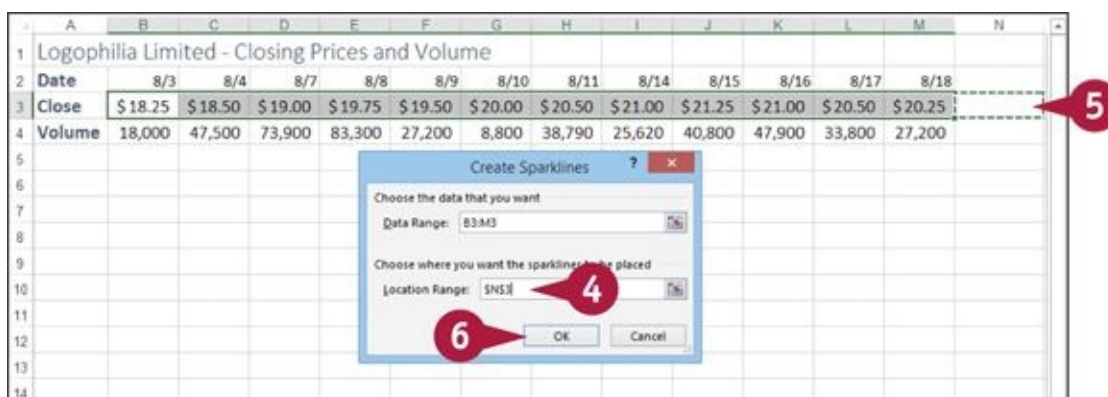 A B C D E F G H I J K L M N
1 Logophilia Limited - Closing Prices and Volume
2 Date 8/3 8/4 8/7 8/8 8/9 8/10 8/11 8/14 8/15 8/16 8/17 8/18
3 Close $18.25 $18.50 $19.00 $19.75 $19.50 $20.00 $20.50 $21.00 $21.25 $21.00 $20.50 $20.25
5
4 Volume 18,000 47,500 73,900 83,300 27,200 8,800 38,790 25,620 40,800 47,900 33,800 27,200
5
6
7
8
9
10
11
12
13
14
Create Sparklines ?
Choose the data that you want
Data Range: B3:M3
Choose where you want the sparklines to be placed
Location Range: $N$3
4
6
OK Cancel